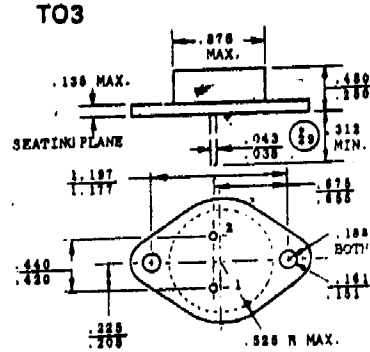 TO3
.875
MAX.
.135 MAX.
.450
.250
SEATING PLANE
.043
.038
.312
MIN.
1.197
1.177
.675
.655
2
.188
BOTH
.440
.420
1
.161
.151
.225
.205
.525 R MAX.